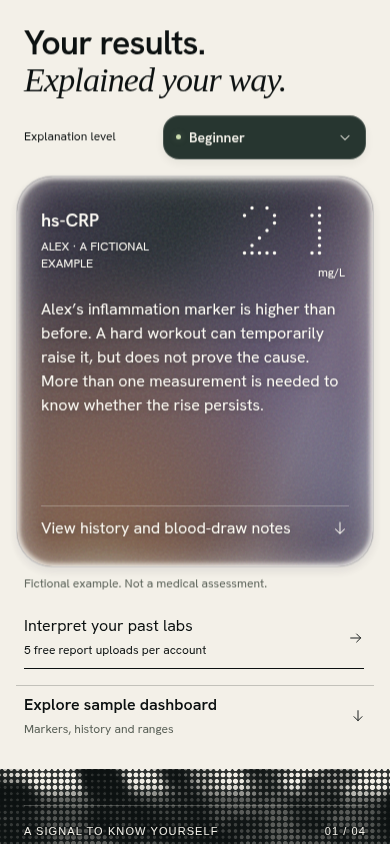 Your results.
Explained your way.
Explanation level
Beginner
hs-CRP
2 1
ALEX · A FICTIONAL
EXAMPLE
mg/L
Alex’s inflammation marker is higher than
before. A hard workout can temporarily
raise it, but does not prove the cause.
More than one measurement is needed to
know whether the rise persists.
View history and blood-draw notes
Fictional example. Not a medical assessment.
Interpret your past labs
5 free report uploads per account
Explore sample dashboard
Markers, history and ranges
A SIGNAL TO KNOW YOURSELF
01 / 04